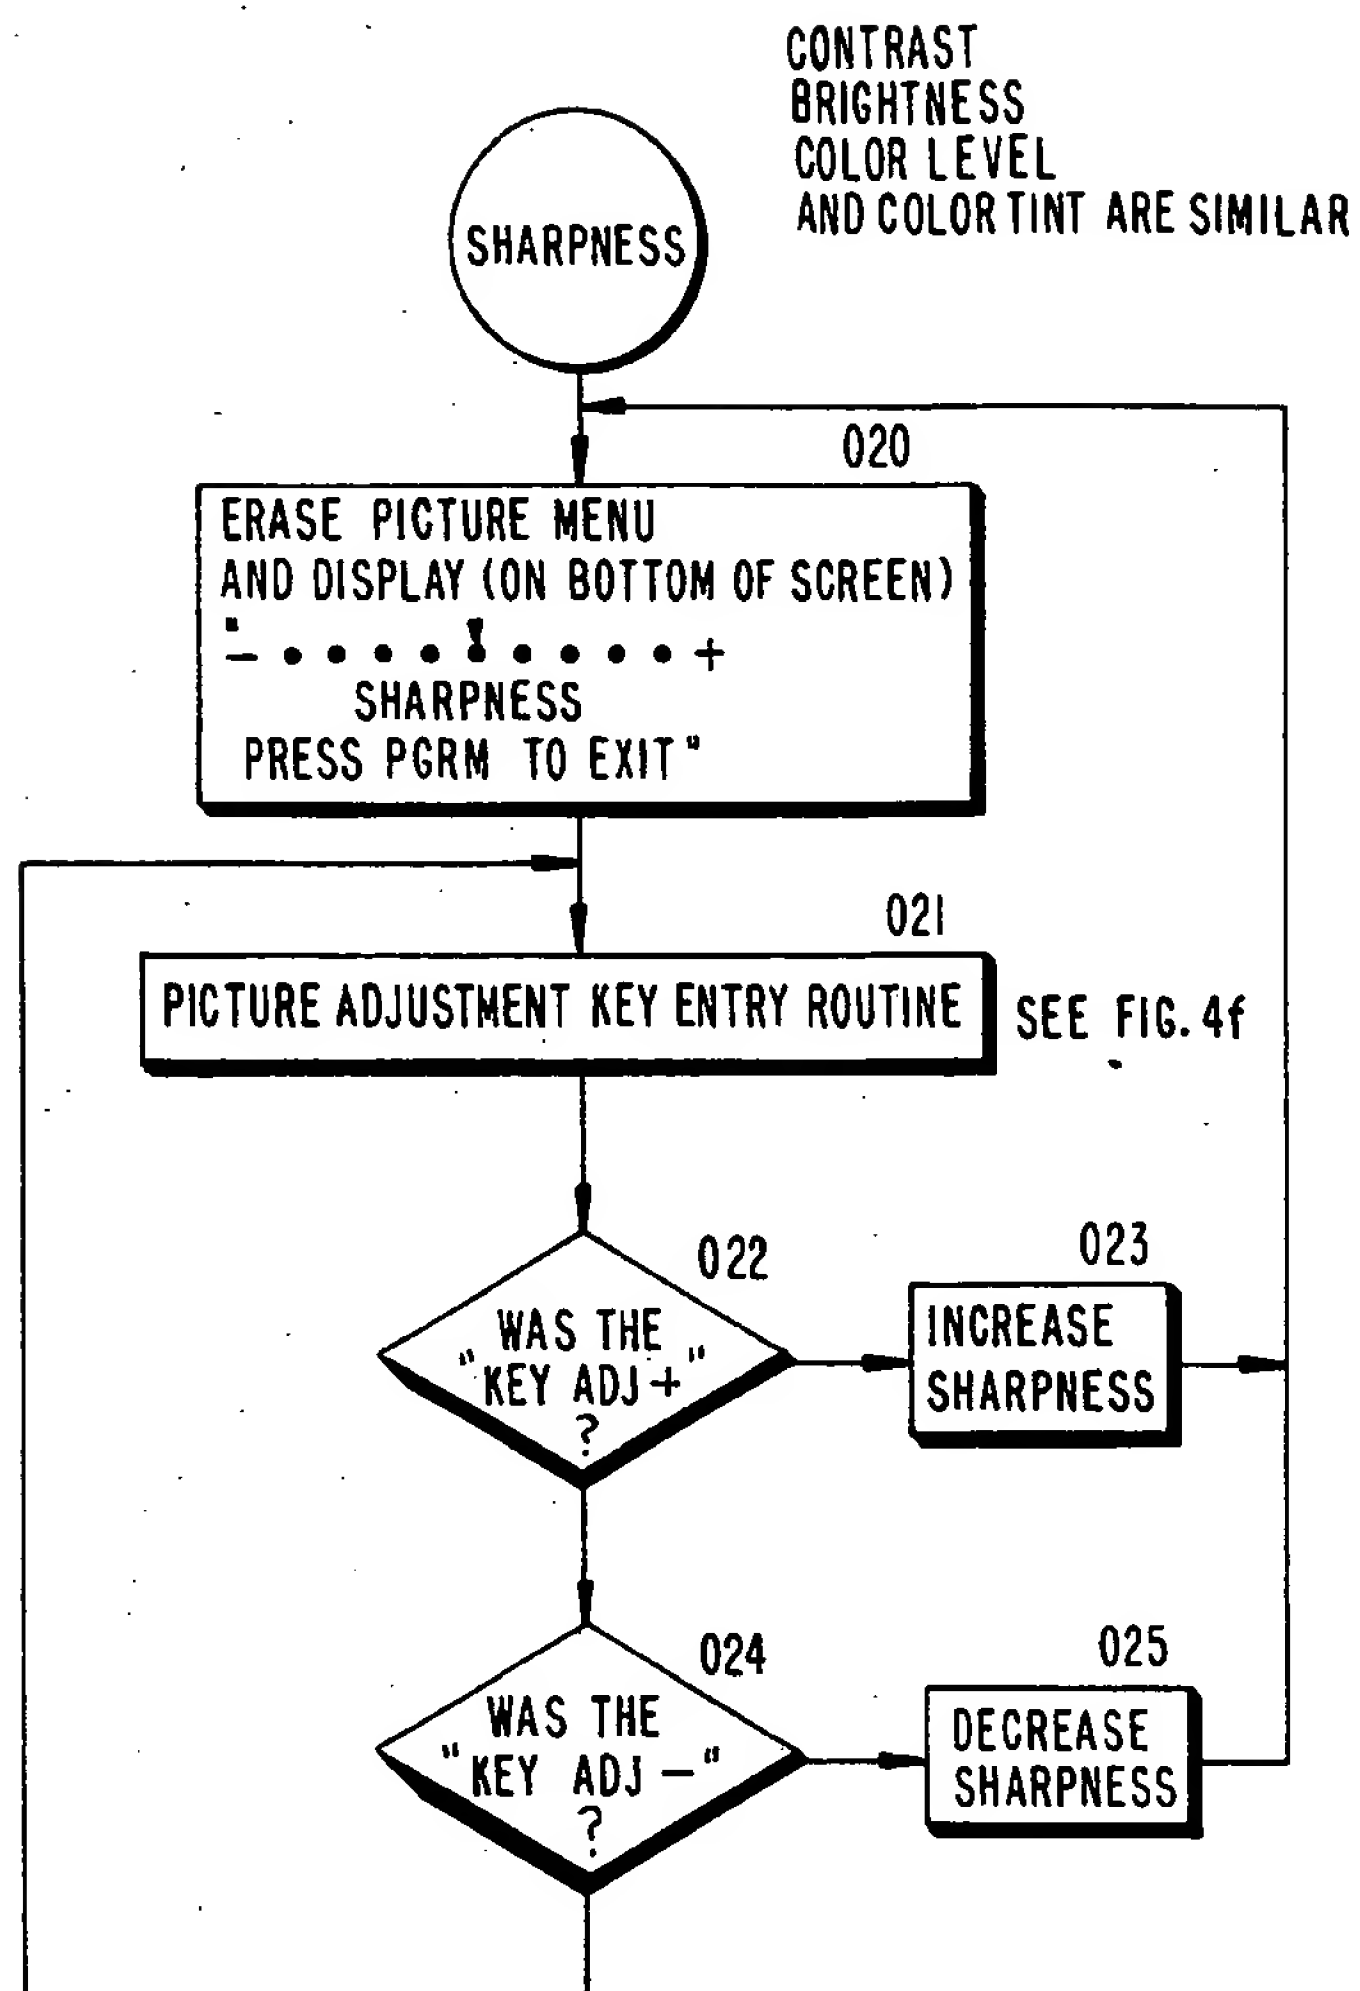 CONTRAST
BRIGHTNESS
COLOR LEVEL
AND COLOR TINT ARE SIMILAR
SHARPNESS
020
ERASE PICTURE MENU
AND DISPLAY (ON BOTTOM OF SCREEN)
"
− • • • • • • • • • +
SHARPNESS
PRESS PGRM TO EXIT"
021
PICTURE ADJUSTMENT KEY ENTRY ROUTINE
SEE FIG. 4f
022
WAS THE
"KEY ADJ +"
?
023
INCREASE
SHARPNESS
024
WAS THE
"KEY ADJ −"
?
025
DECREASE
SHARPNESS